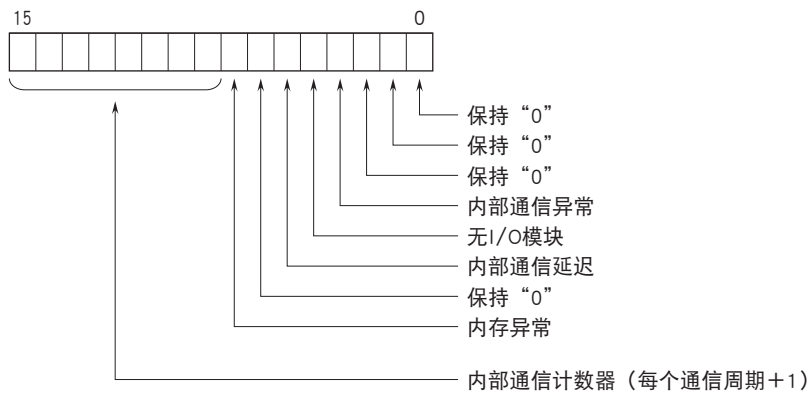 15 0
保持“0”
保持“0”
保持“0”
内部通信异常
无I/O模块
内部通信延迟
保持“0”
内存异常
内部通信计数器（每个通信周期＋1）